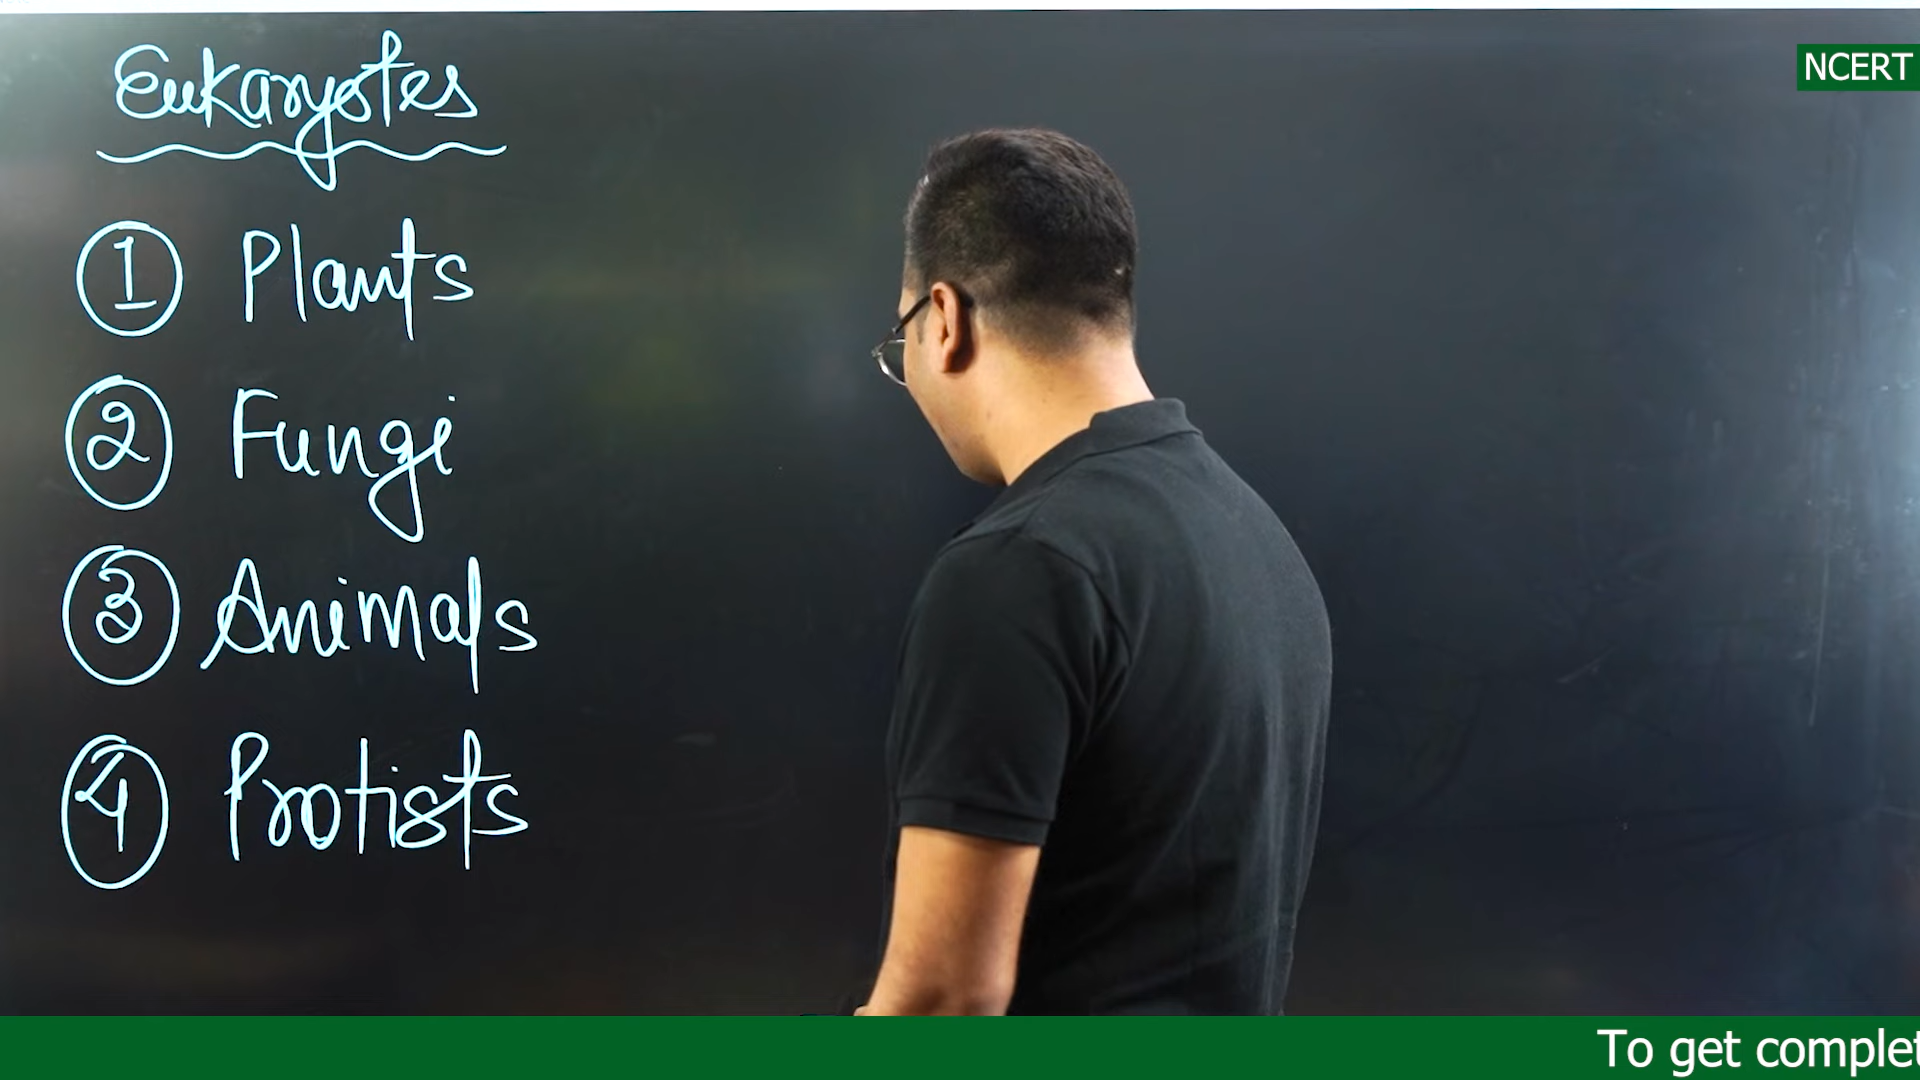 Eukaryotes
NCERT
① Plants
② Fungi
③ Animals
④ Protists
To get complet